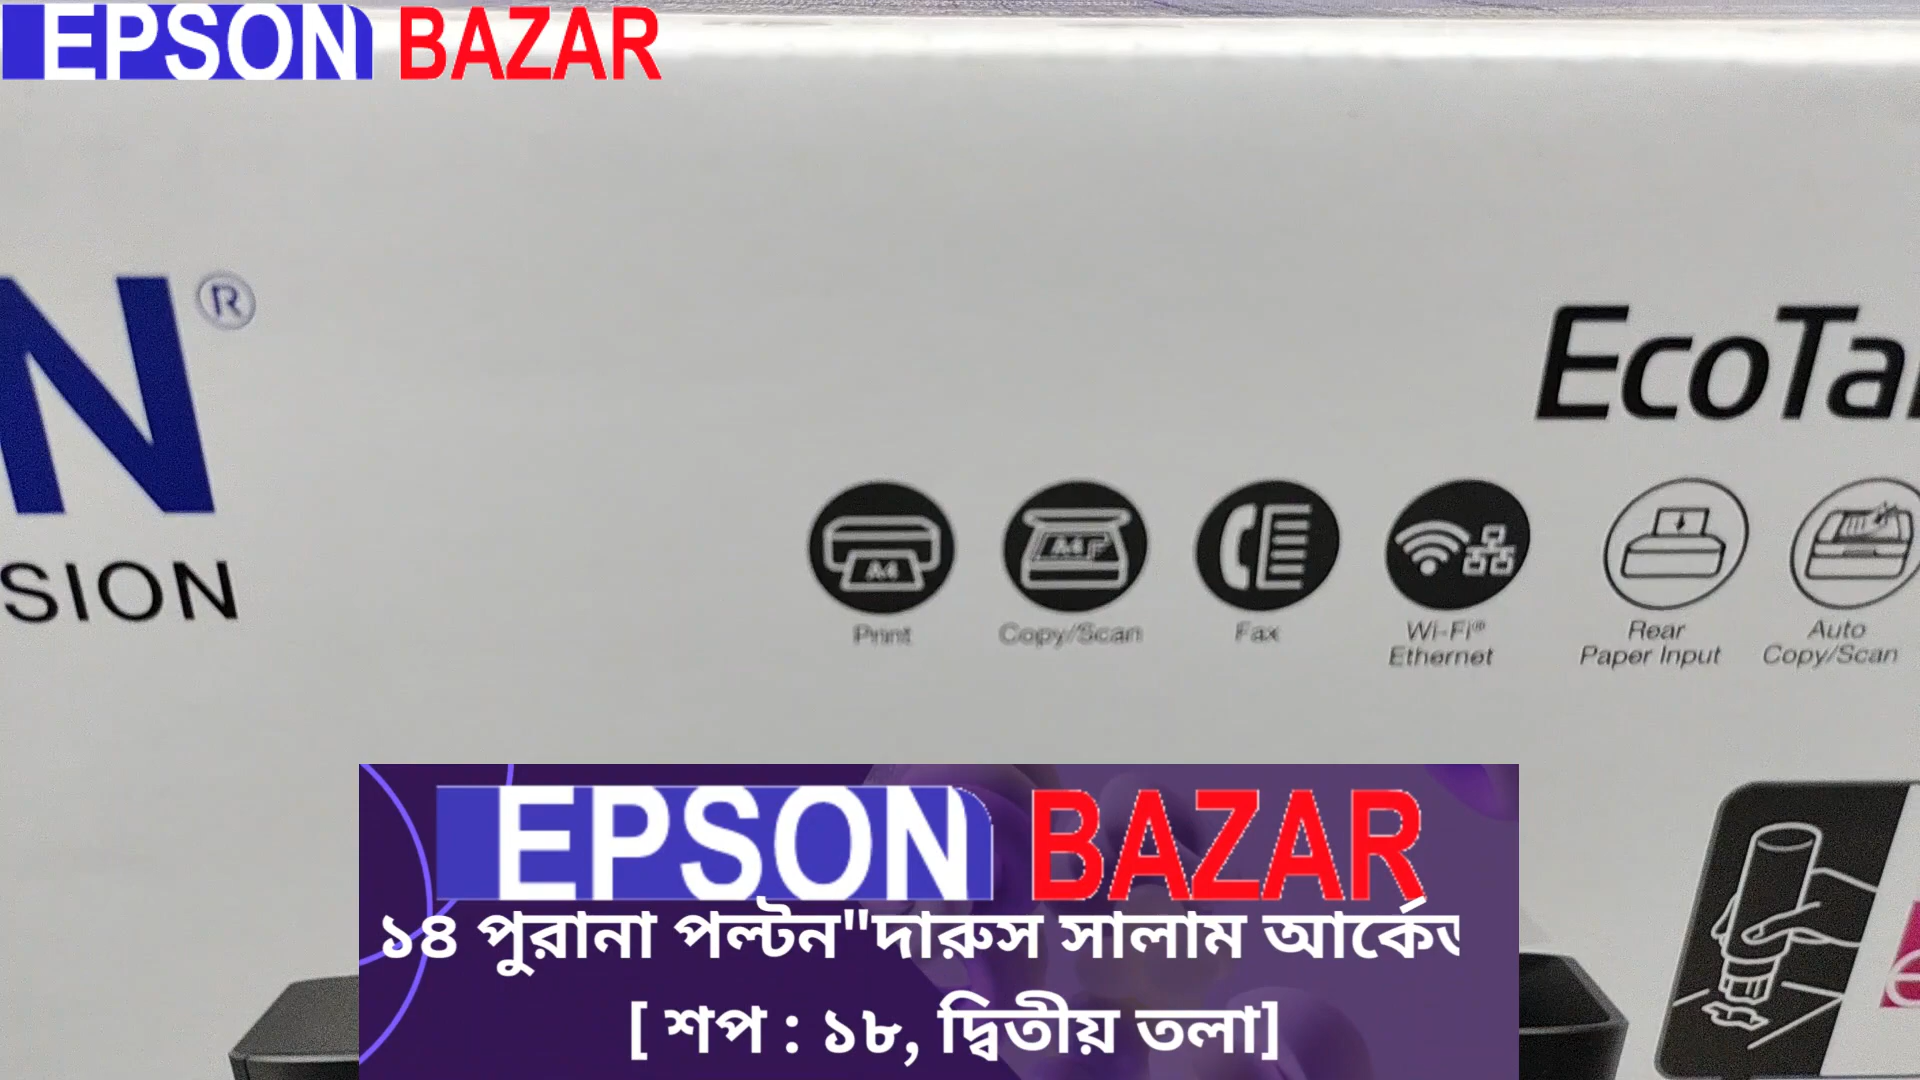 EPSON BAZAR
®
EcoTa
SION
Print
Copy/Scan
Fax
Wi-Fi®
Ethernet
Rear
Paper Input
Auto
Copy/Scan
EPSON BAZAR
১৪ পুরানা পল্টন"দারুস সালাম
[ শপ : ১৮, দ্বিতীয় তলা]